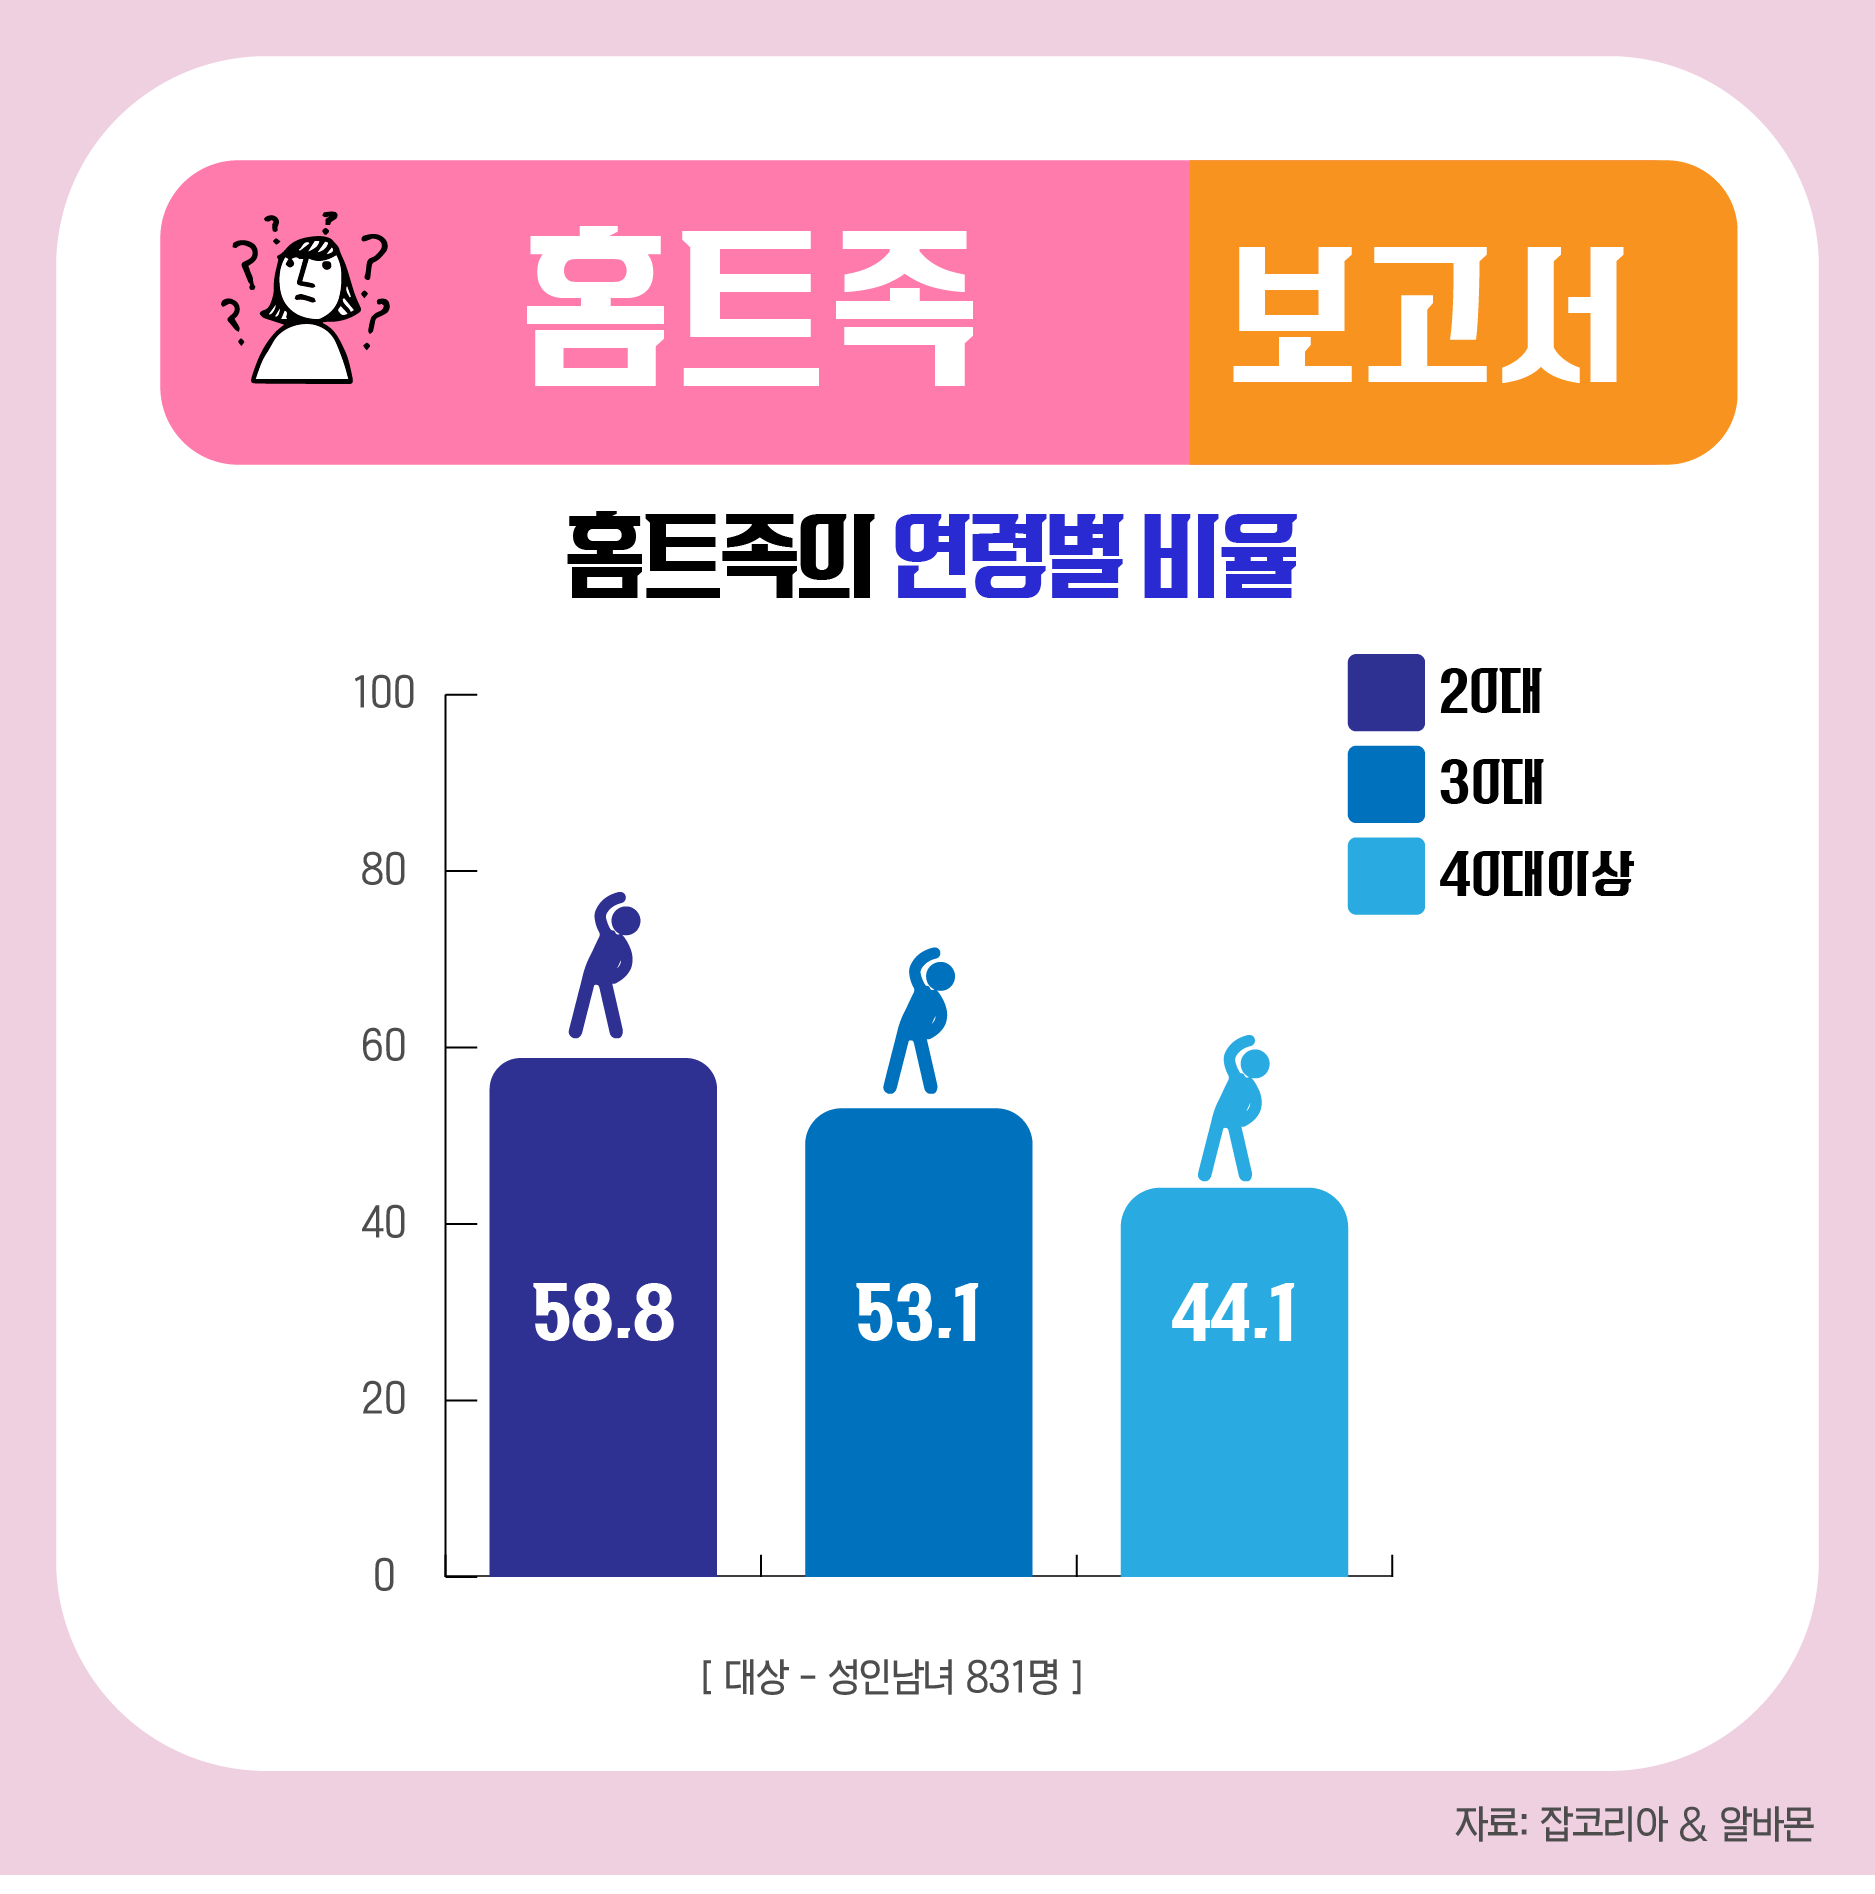 홈트족 보고서
홈트족의 연령별 비율
20대
30대
40대이상
100
80
60
40
20
0
58.8
53.1
44.1
[ 대상 - 성인남녀 831명 ]
자료: 잡코리아 & 알바몬